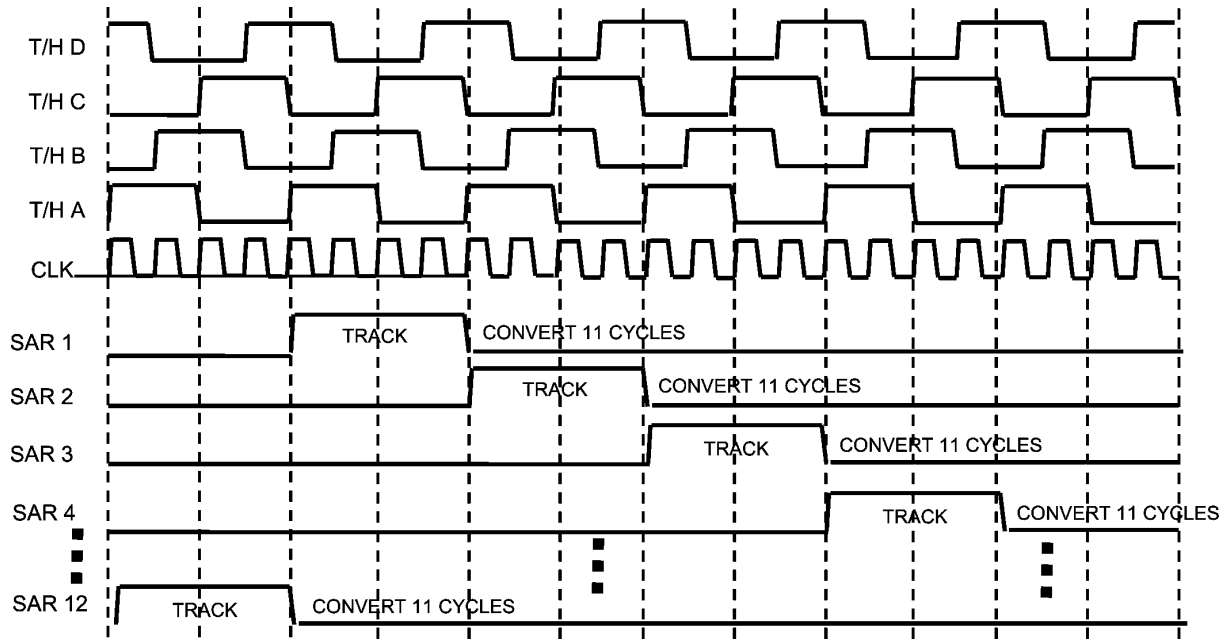 T/H D
T/H C
T/H B
T/H A
CLK
SAR 1 TRACK CONVERT 11 CYCLES
SAR 2 TRACK CONVERT 11 CYCLES
SAR 3 TRACK CONVERT 11 CYCLES
SAR 4 TRACK CONVERT 11 CYCLES
SAR 12 TRACK CONVERT 11 CYCLES